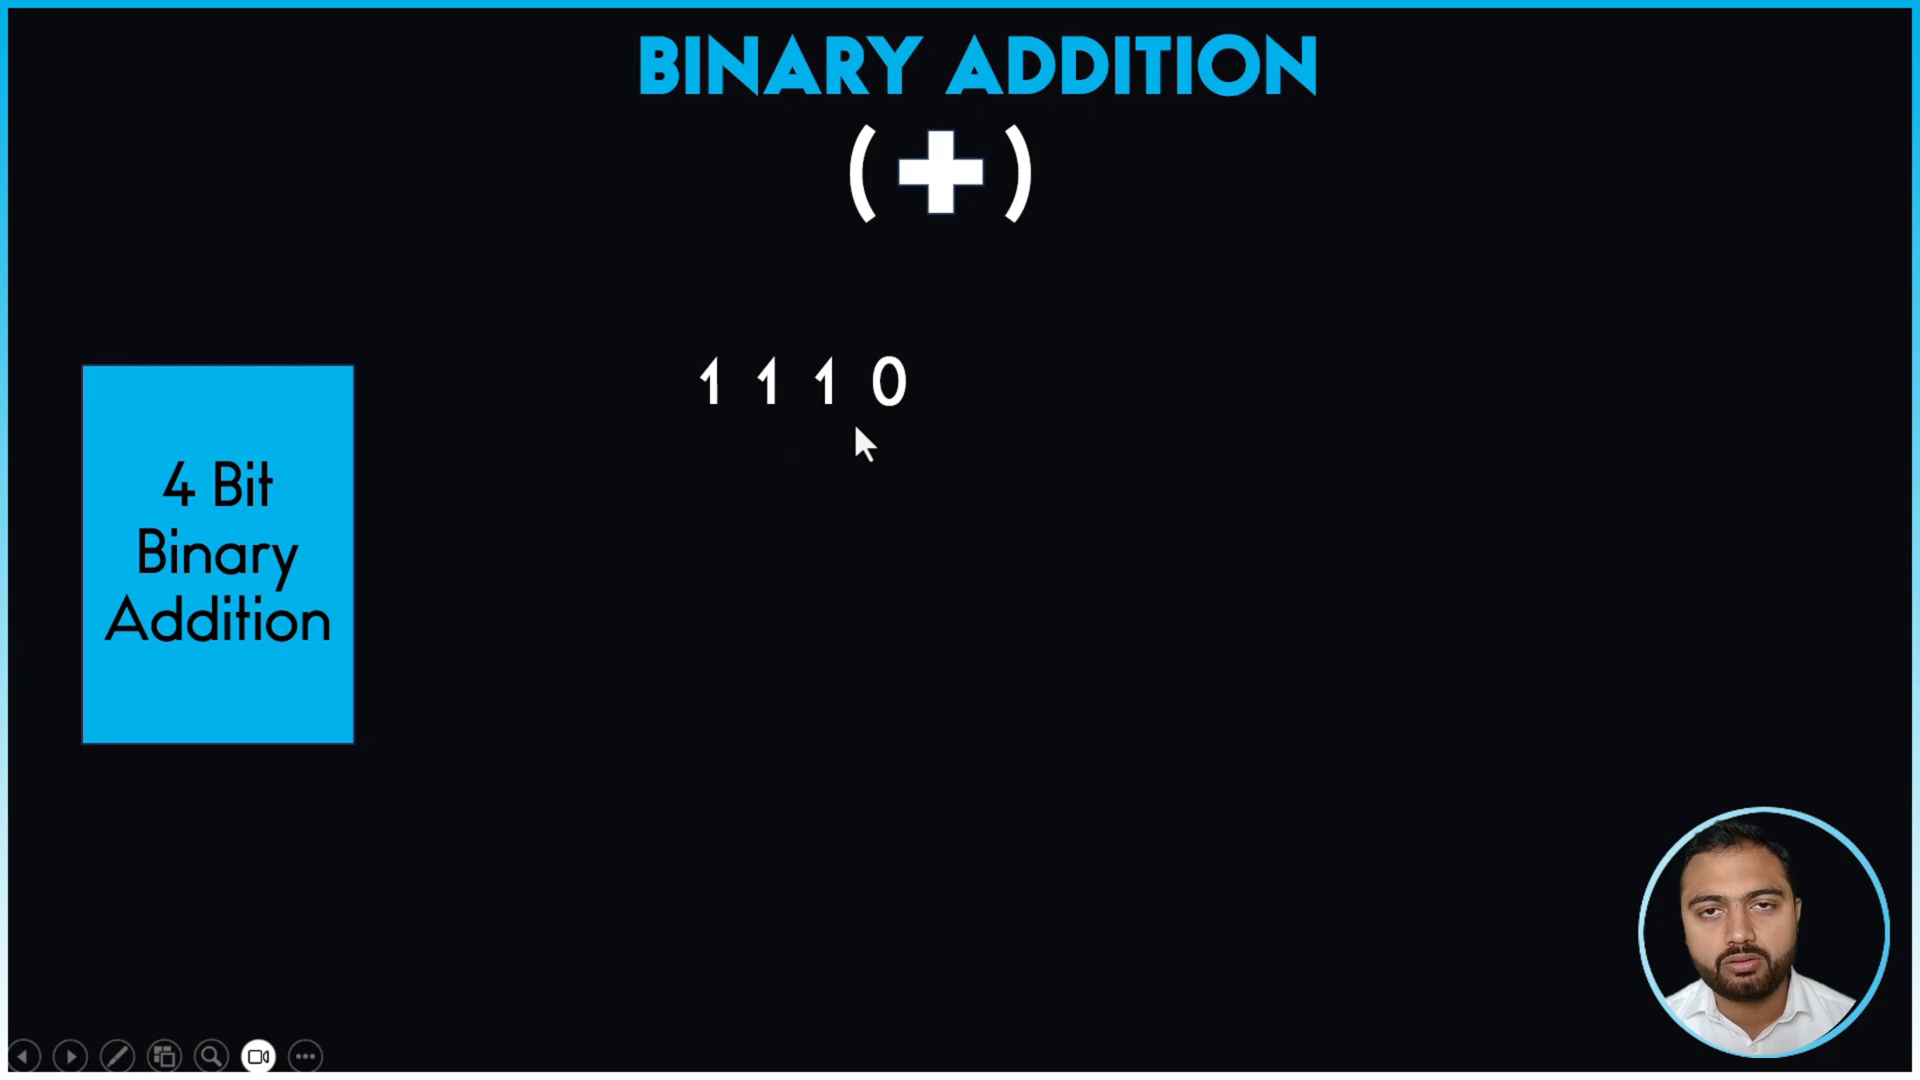 BINARY ADDITION
(+)
1 1 1 0
4 Bit
Binary
Addition